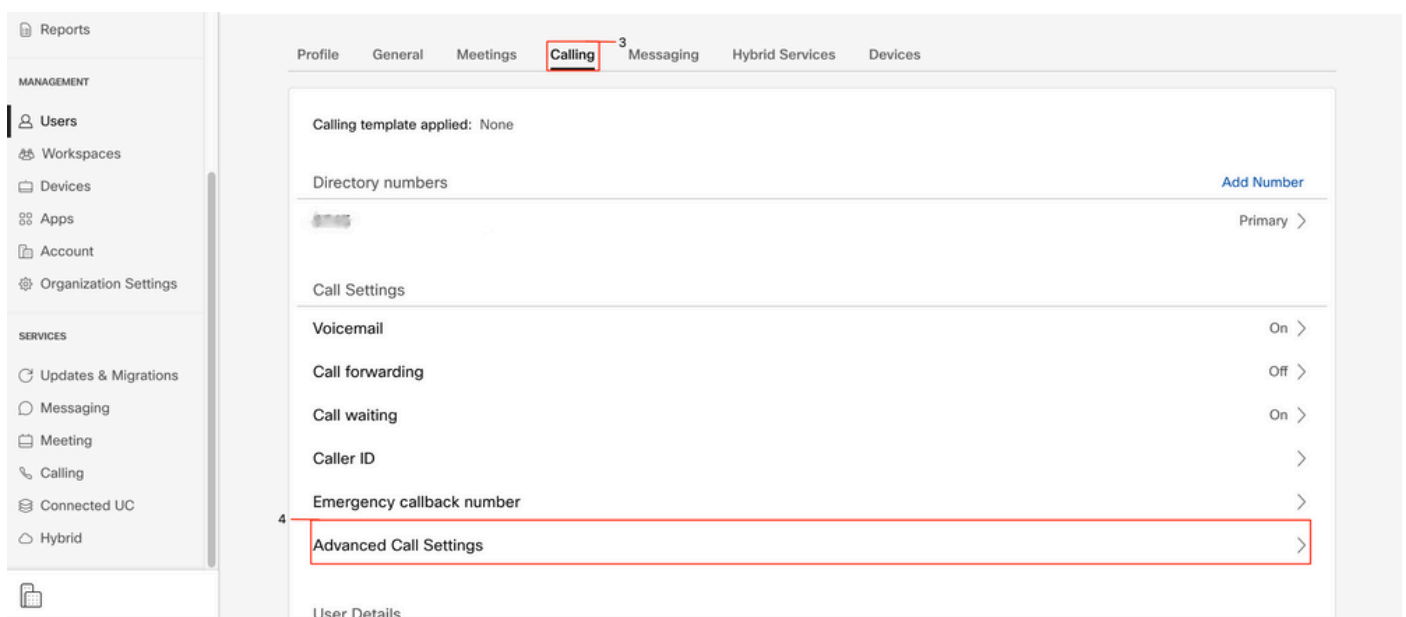 Reports
MANAGEMENT
Users
Workspaces
Devices
Apps
Account
Organization Settings
SERVICES
Updates & Migrations
Messaging
Meeting
Calling
Connected UC
Hybrid
Profile General Meetings Calling 3 Messaging Hybrid Services Devices
Calling template applied: None
Directory numbers Add Number
Primary
Call Settings
Voicemail On
Call forwarding Off
Call waiting On
Caller ID
Emergency callback number
4
Advanced Call Settings
User Details